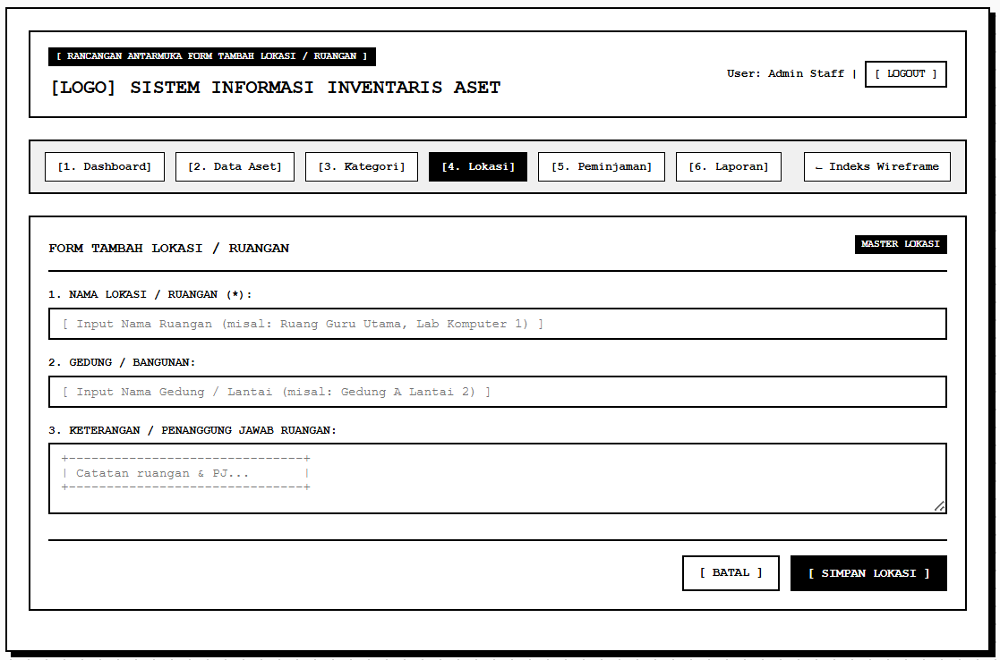 [ RANCANGAN ANTARMUKA FORM TAMBAH LOKASI / RUANGAN ]
[LOGO] SISTEM INFORMASI INVENTARIS ASET
User: Admin Staff | [ LOGOUT ]
[1. Dashboard] [2. Data Aset] [3. Kategori] [4. Lokasi] [5. Peminjaman] [6. Laporan] ← Indeks Wireframe
FORM TAMBAH LOKASI / RUANGAN
MASTER LOKASI
1. NAMA LOKASI / RUANGAN (*):
[ Input Nama Ruangan (misal: Ruang Guru Utama, Lab Komputer 1) ]
2. GEDUNG / BANGUNAN:
[ Input Nama Gedung / Lantai (misal: Gedung A Lantai 2) ]
3. KETERANGAN / PENANGGUNG JAWAB RUANGAN:
+-------------------------------+
| Catatan ruangan & PJ...       |
+-------------------------------+
[ BATAL ] [ SIMPAN LOKASI ]